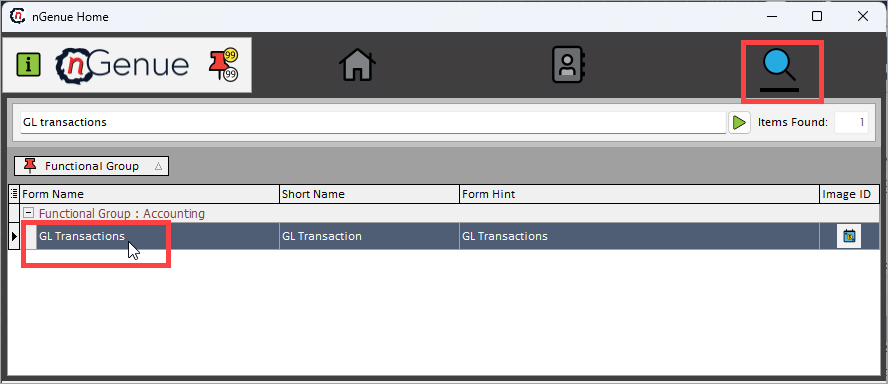 nGenue Home
i nGenue 99
99
GL transactions Items Found: 1
Functional Group
Form Name Short Name Form Hint Image ID
Functional Group : Accounting
GL Transactions GL Transaction GL Transactions